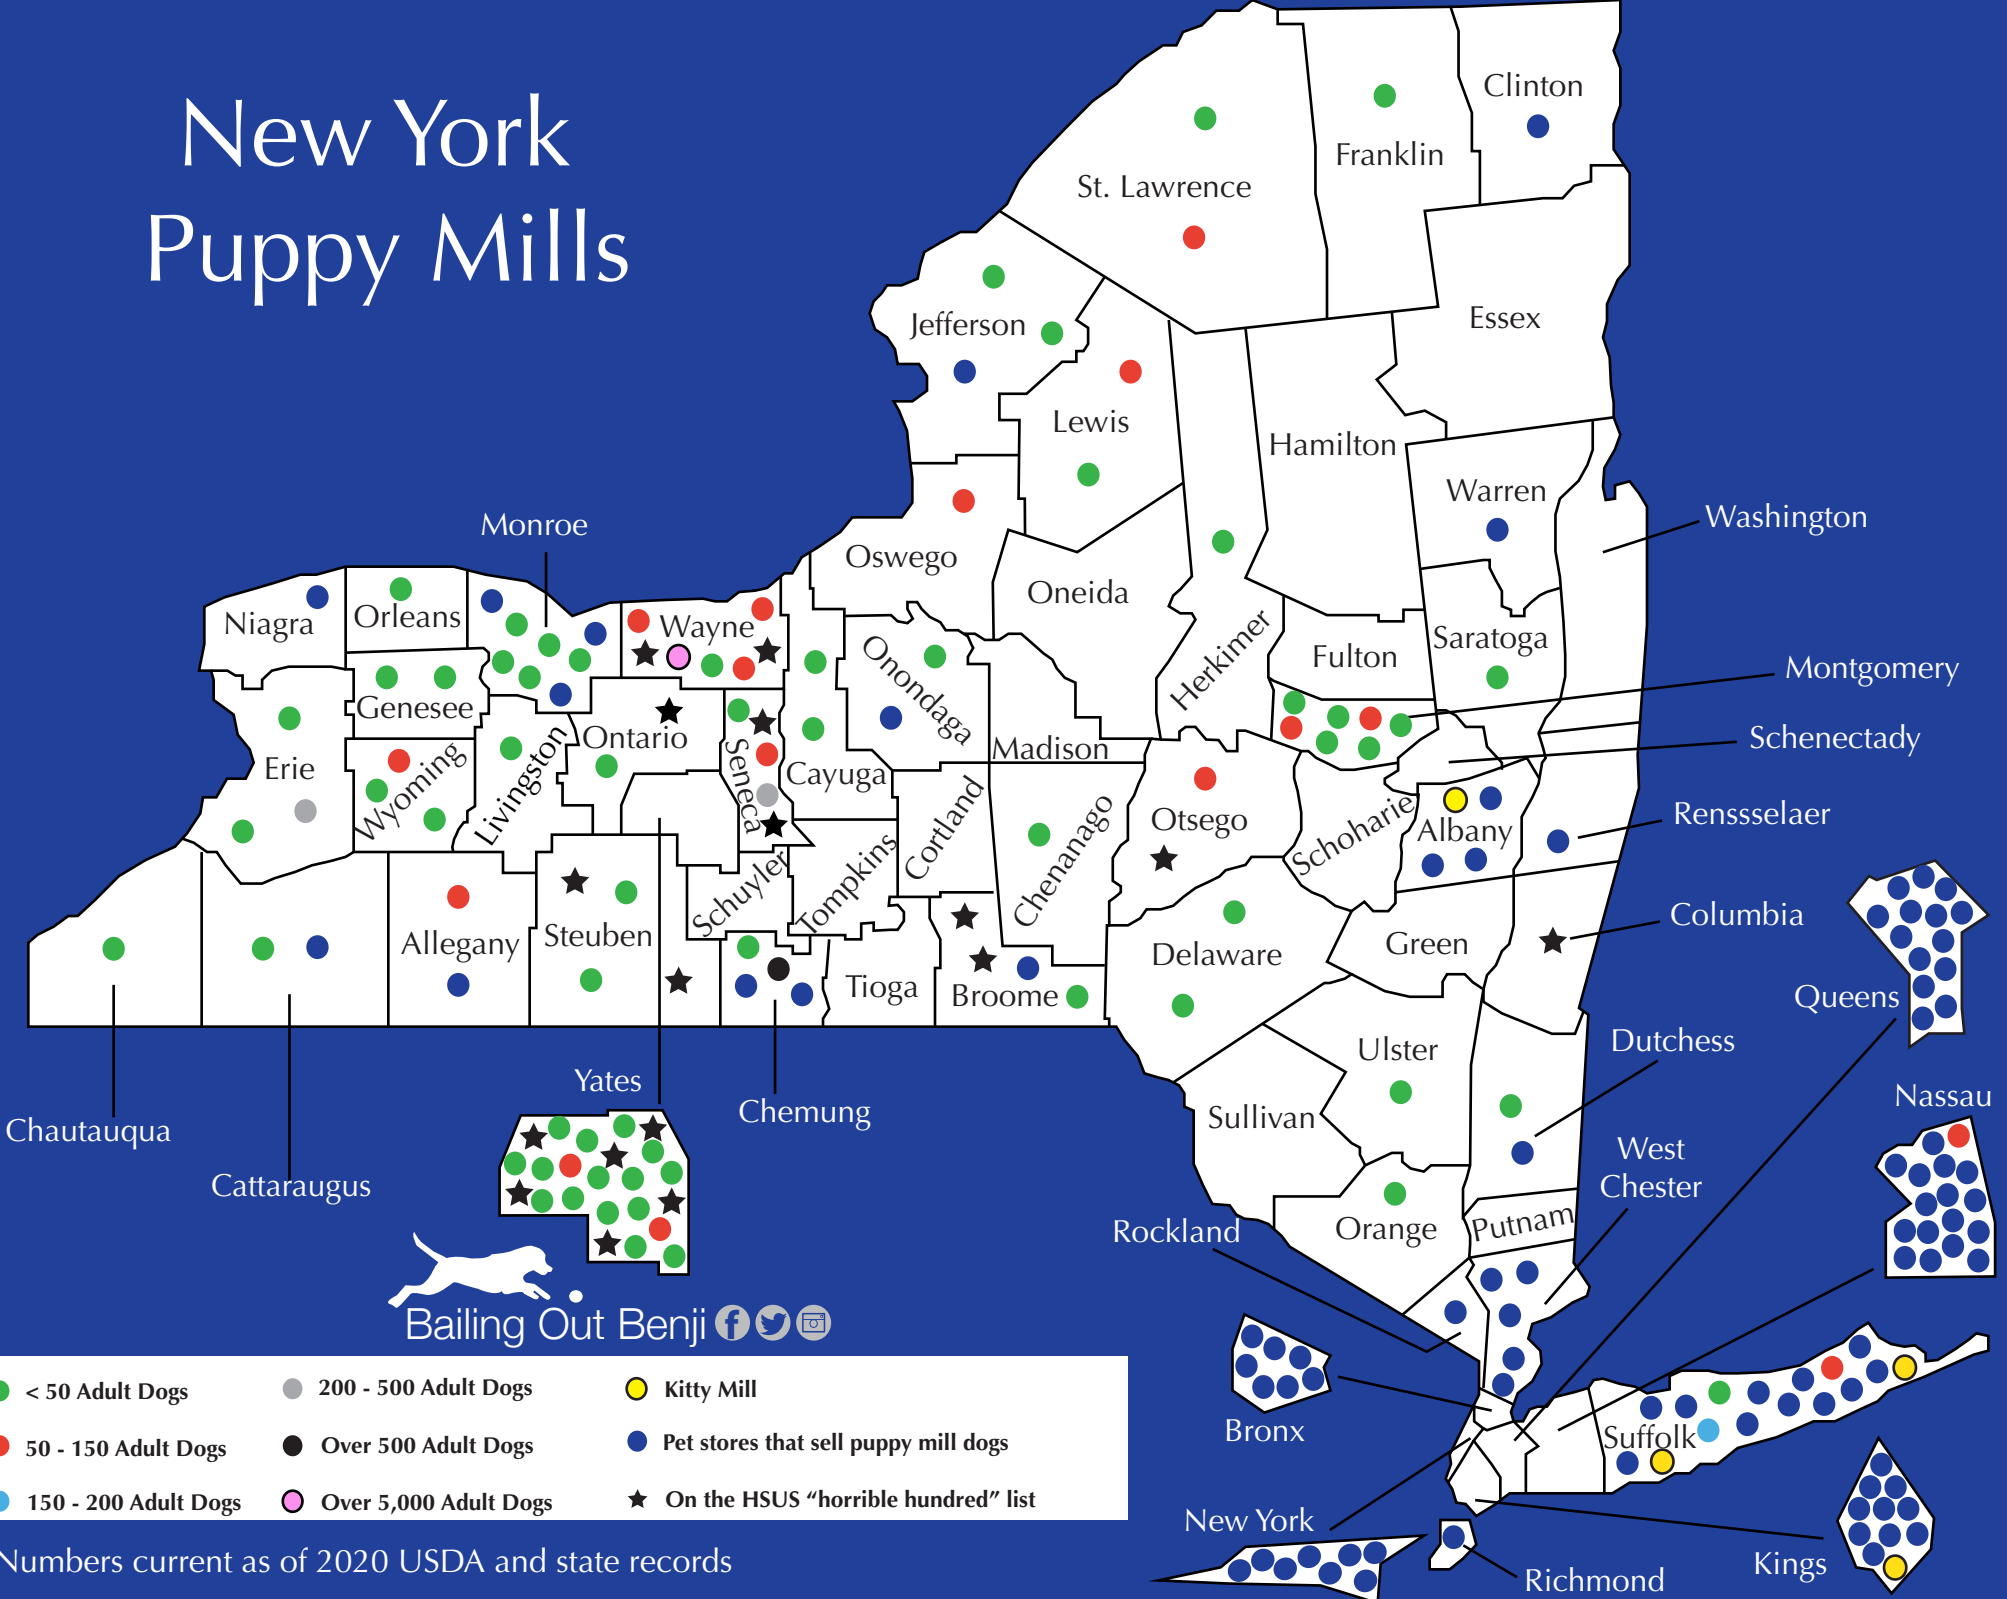 New York
Puppy Mills
Clinton
Franklin
St. Lawrence
Essex
Jefferson
Lewis
Hamilton
Warren
Washington
Monroe
Oswego
Oneida
Niagra
Orleans
Wayne
Onondaga
Herkimer
Fulton
Saratoga
Montgomery
Genesee
Ontario
Seneca
Madison
Schenectady
Erie
Wyoming
Livingston
Cayuga
Cortland
Chenanago
Otsego
Schoharie
Albany
Renssselaer
Schuyler
Tompkins
Columbia
Allegany
Steuben
Delaware
Green
Tioga
Broome
Queens
Dutchess
Ulster
Yates
Chemung
Nassau
Chautauqua
Sullivan
Cattaraugus
West
Chester
Rockland
Orange
Putnam
Bailing Out Benji
< 50 Adult Dogs
200 - 500 Adult Dogs
Kitty Mill
50 - 150 Adult Dogs
Over 500 Adult Dogs
Pet stores that sell puppy mill dogs
150 - 200 Adult Dogs
Over 5,000 Adult Dogs
On the HSUS “horrible hundred” list
Bronx
Suffolk
New York
Kings
Richmond
Numbers current as of 2020 USDA and state records